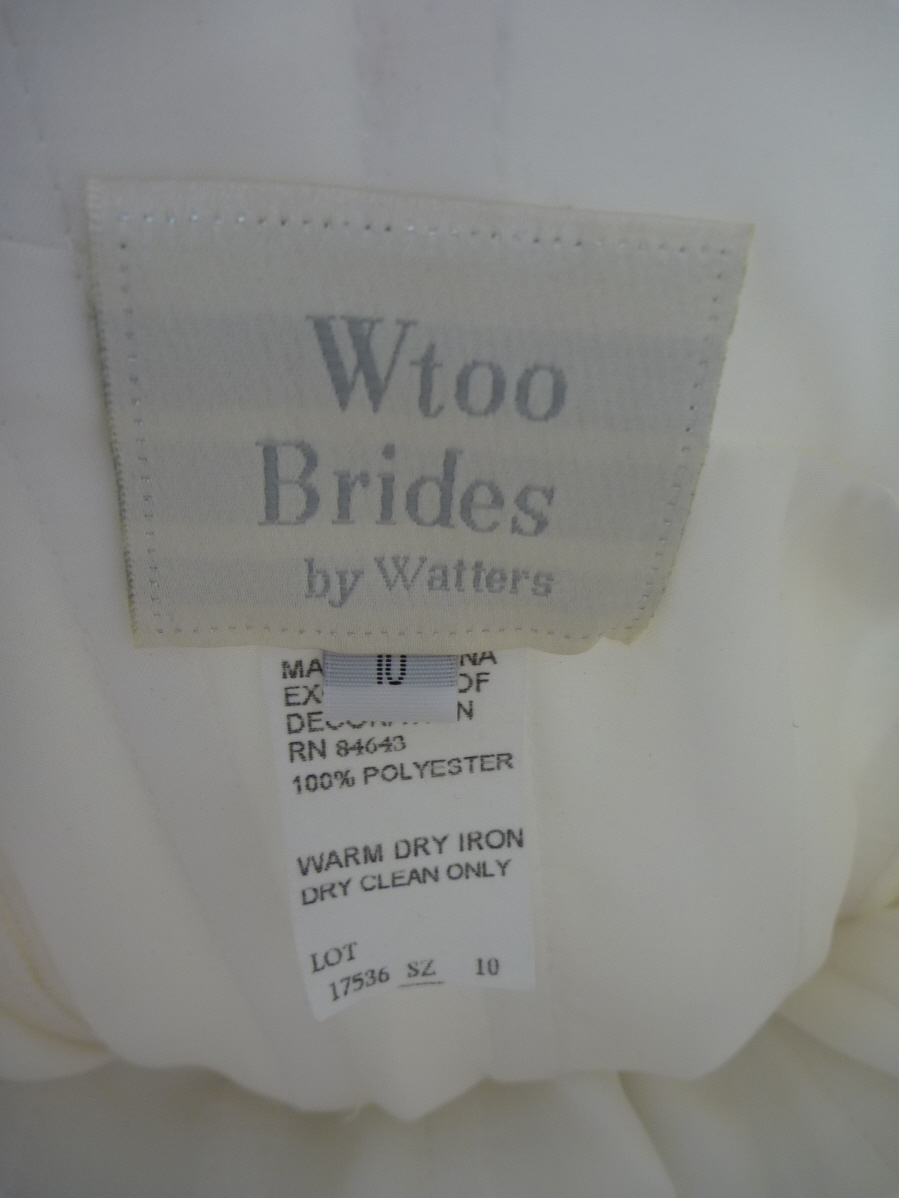 Wtoo
Brides
by Watters
10
RN 84643
100% POLYESTER
WARM DRY IRON
DRY CLEAN ONLY
LOT
17536 SZ 10